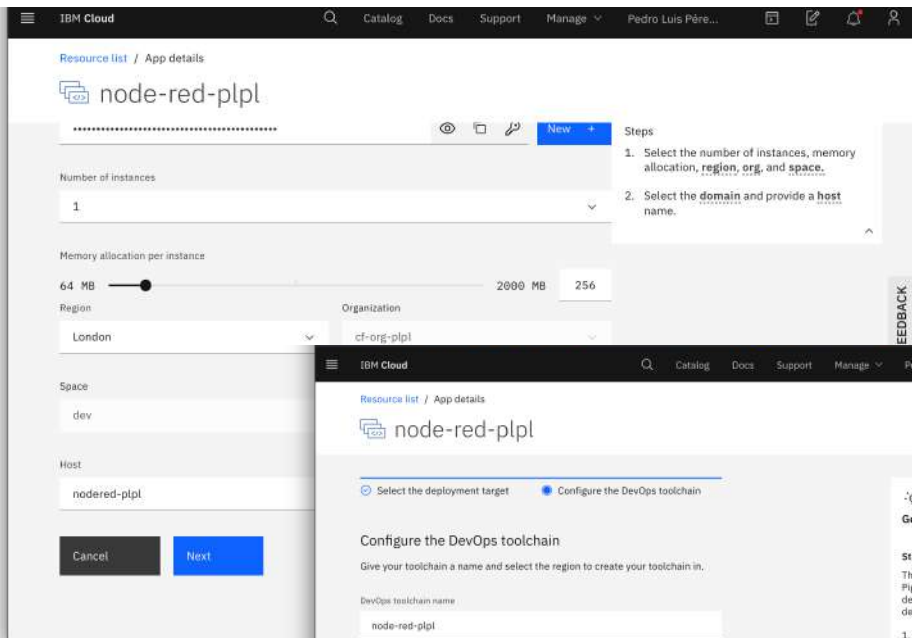 IBM Cloud Catalog Docs Support Manage Pedro Luis Pére...
Resource list / App details
node-red-plpl
•••••••••••••••••••••••••••••••••••••••••••• New +
Number of instances
1
Memory allocation per instance
64 MB 2000 MB 256
Region Organization
London cf-org-plpl
Space
dev
Host
nodered-plpl
Cancel Next
Steps
1. Select the number of instances, memory
allocation, region, org, and space.
2. Select the domain and provide a host
name.
EEDBACK
IBM Cloud Catalog Docs Support Manage
Resource list / App details
node-red-plpl
Select the deployment target Configure the DevOps toolchain
Configure the DevOps toolchain
Give your toolchain a name and select the region to create your toolchain in.
DevOps toolchain name
node-red-plpl
1